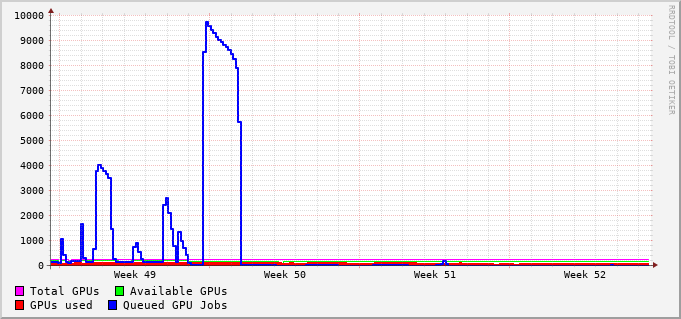 10000
9000
8000
7000
6000
5000
4000
3000
2000
1000
0
Week 49 Week 50 Week 51 Week 52
Total GPUs Available GPUs
GPUs used Queued GPU Jobs
RRDTOOL / TOBI OETIKER